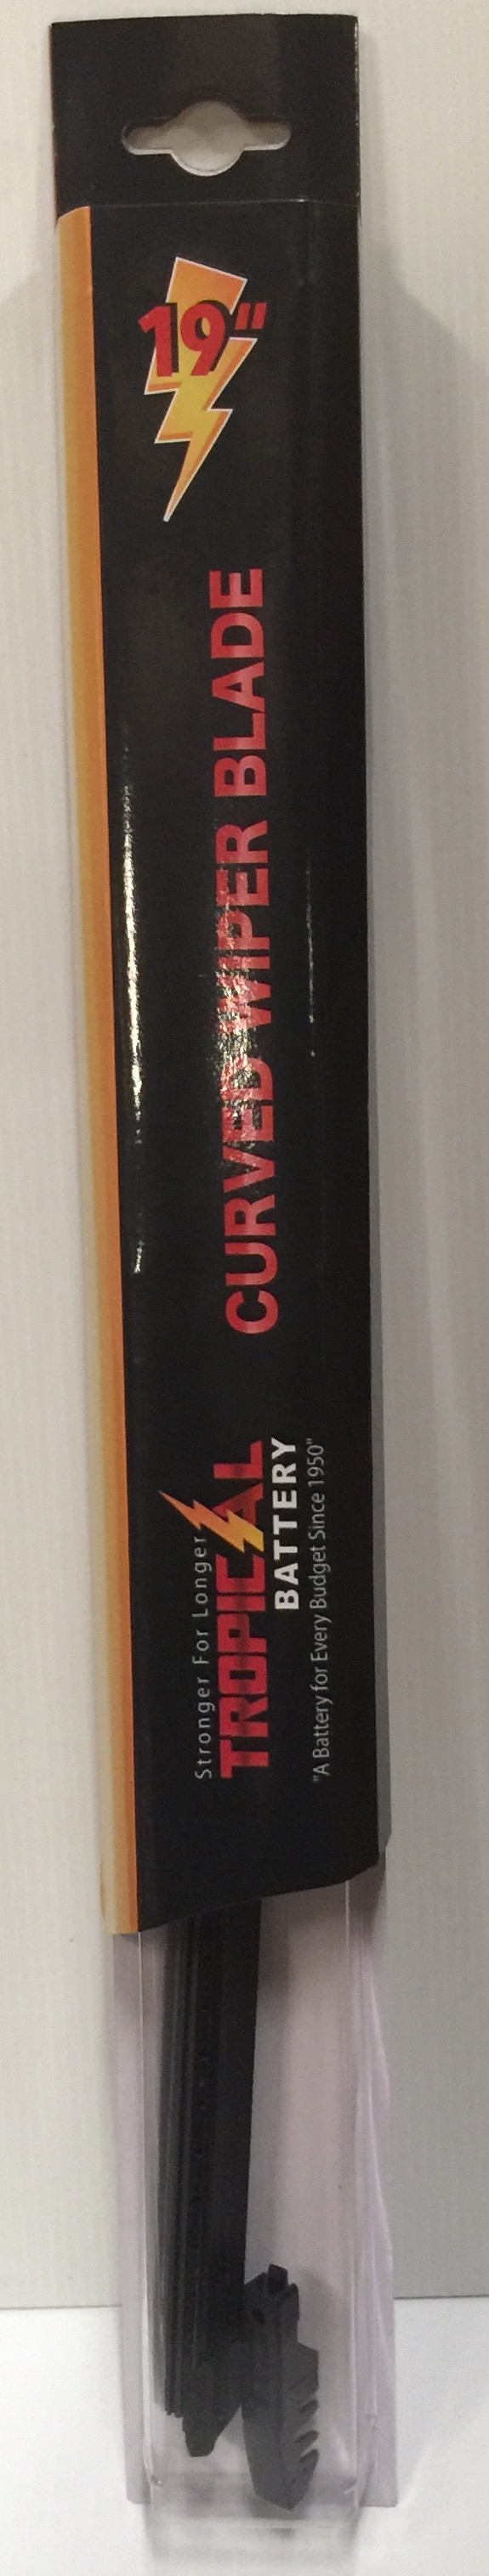 19"
CURVED WIPER BLADE
Stronger For Longer
TROPICAL
BATTERY
"A Battery for Every Budget Since 1950"